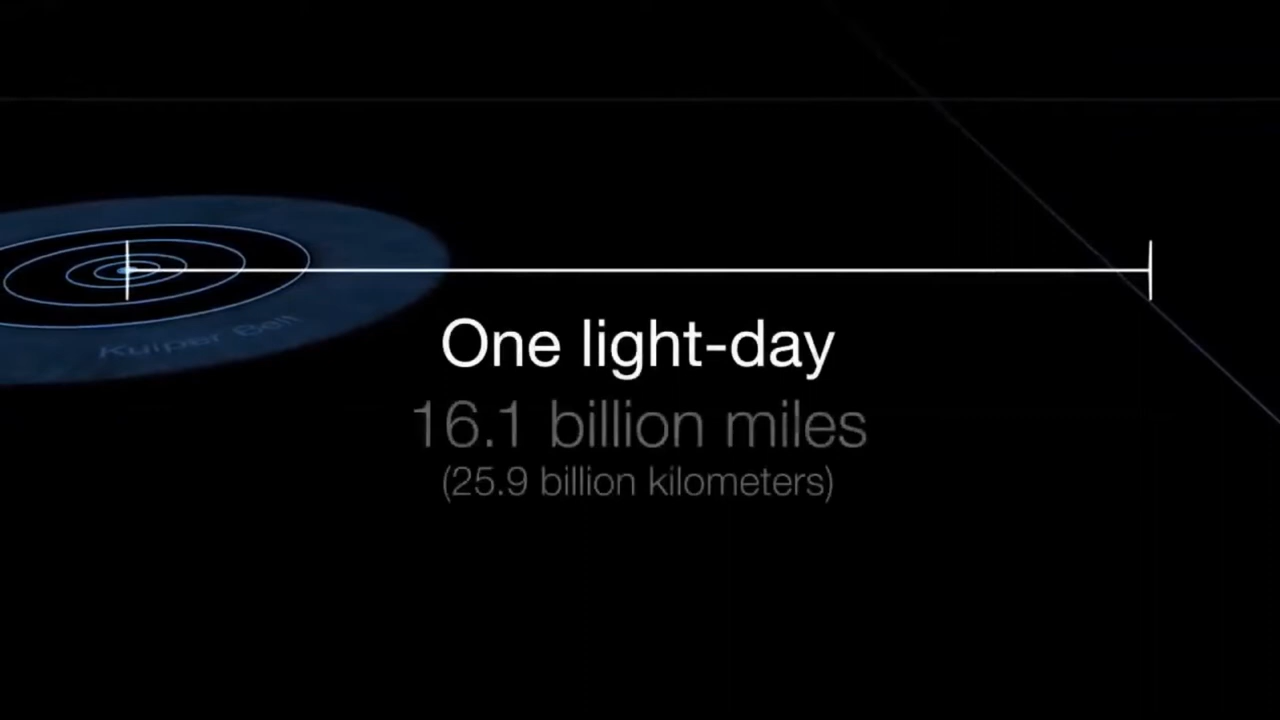 Kuiper Belt
One light-day
16.1 billion miles
(25.9 billion kilometers)